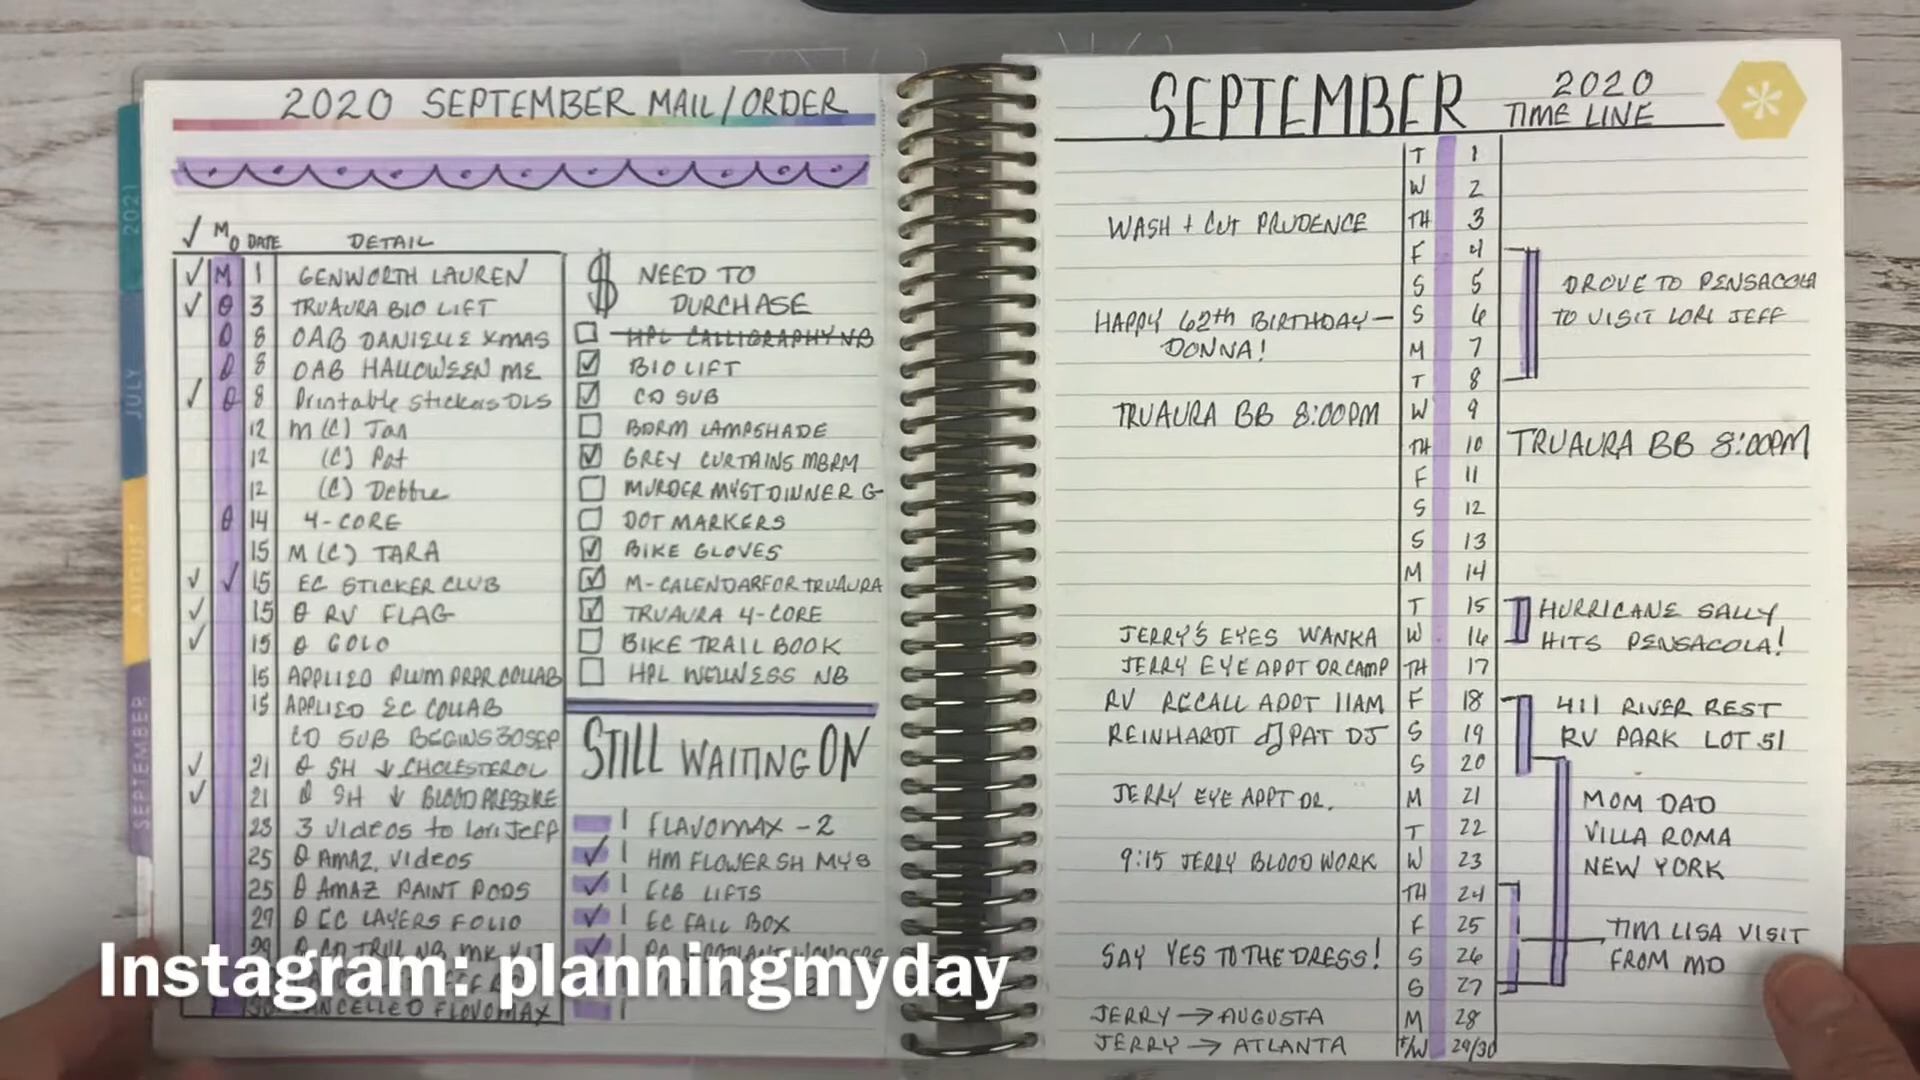 2020 SEPTEMBER MAIL/ORDER
✓ M/O DATE DETAIL
✓ M 1 GENWORTH LAUREN
✓ O 3 TRUAURA BIO LIFT
O 8 OAB DANIELLE XMAS
O 8 OAB HALLOWEEN ME
✓ O 8 Printable Stickers DLS
12 M (C) Jan
12 (C) Pat
12 (C) Debbie
O 14 4-CORE
15 M (C) TARA
✓ ✓ 15 EC STICKER CLUB
✓ 15 O RV FLAG
✓ 15 O GOLO
15 APPLIED PWM PRPR COLLAB
15 APPLIED EC COLLAB
CD SUB BEGINS 30 SEP
✓ 21 O SH ↓ CHOLESTEROL
✓ 21 O SH ↓ BLOOD PRESSURE
23 3 Videos to Lori Jeff
25 O AMAZ. Videos
25 O AMAZ PAINT PODS
27 O EC LAYERS FOLIO
CANCELLED FLAVOMAX
$ NEED TO
PURCHASE
☐ HPL CALLIGRAPHY NB
☑ BIO LIFT
☑ CD SUB
☐ BDRM LAMPSHADE
☑ GREY CURTAINS MBRM
☐ MURDER MYST DINNER G-
☐ DOT MARKERS
☑ BIKE GLOVES
☑ M-CALENDAR FOR TRUAURA
☑ TRUAURA 4-CORE
☐ BIKE TRAIL BOOK
☐ HPL WELLNESS NB
STILL WAITING ON
! FLAVOMAX - 2
✓ ! HM FLOWER SH MYS
✓ ! ECB LIFTS
✓ ! EC FALL BOX
✓
!
2021
JULY
AUGUST
SEPTEMBER
Instagram: planningmyday
SEPTEMBER 2020
TIME LINE
T 1
W 2
WASH + CUT PRUDENCE TH 3
F 4
S 5 DROVE TO PENSACOLA
HAPPY 62th BIRTHDAY — S 6 TO VISIT LORI JEFF
DONNA! M 7
T 8
TRUAURA BB 8:00PM W 9
TH 10 TRUAURA BB 8:00PM
F 11
S 12
S 13
M 14
T 15 HURRICANE SALLY
JERRY'S EYES WANKA W 16 HITS PENSACOLA!
JERRY EYE APPT DR CAMP TH 17
RV RECALL APPT 11AM F 18 411 RIVER REST
REINHARDT PAT DJ S 19 RV PARK LOT 51
S 20
JERRY EYE APPT DR. M 21 MOM DAD
T 22 VILLA ROMA
9:15 JERRY BLOOD WORK W 23 NEW YORK
TH 24
F 25 TIM LISA VISIT
SAY YES TO THE DRESS! S 26 FROM MO
S 27
JERRY → AUGUSTA M 28
JERRY → ATLANTA T/W 29/30